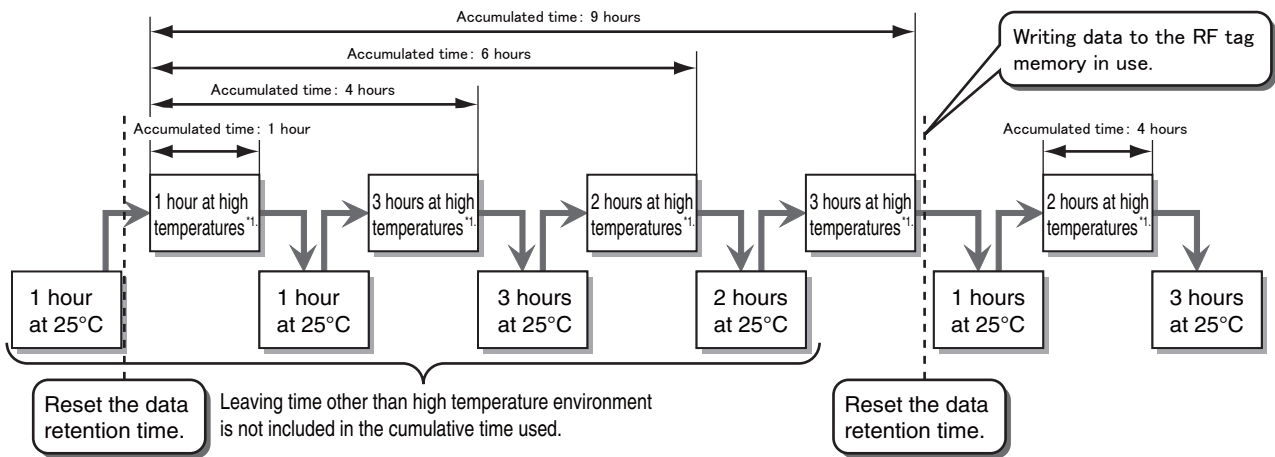 Accumulated time: 9 hours
Accumulated time: 6 hours
Accumulated time: 4 hours
Accumulated time: 1 hour
Writing data to the RF tag
memory in use.
Accumulated time: 4 hours
1 hour at high
temperatures*1.
3 hours at high
temperatures*1.
2 hours at high
temperatures*1.
3 hours at high
temperatures*1.
2 hours at high
temperatures*1.
1 hour
at 25°C
1 hour
at 25°C
3 hours
at 25°C
2 hours
at 25°C
1 hours
at 25°C
3 hours
at 25°C
Reset the data
retention time.
Leaving time other than high temperature environment
is not included in the cumulative time used.
Reset the data
retention time.